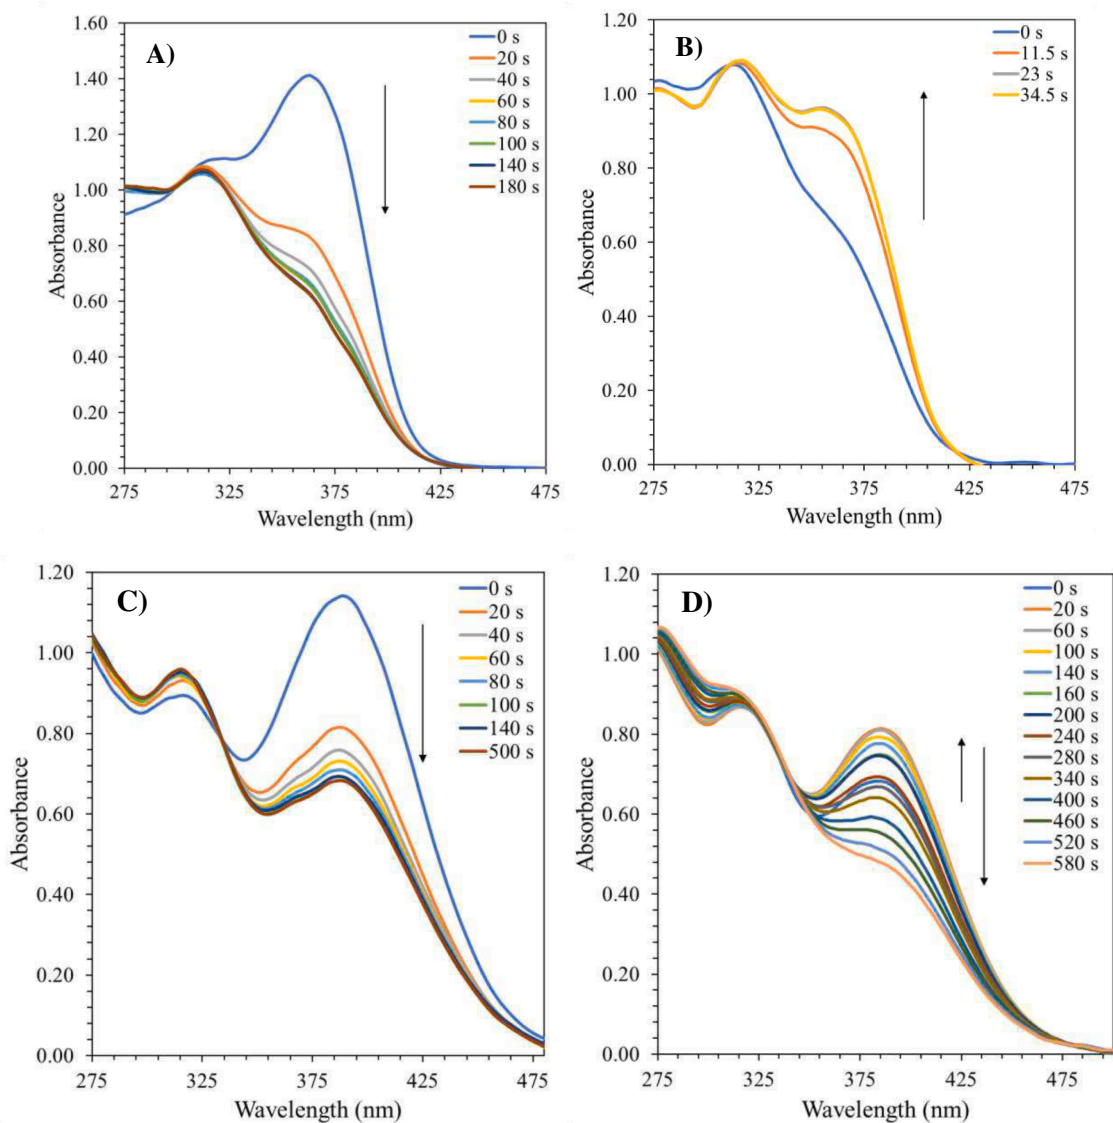 A)
1.60
1.40
1.20
1.00
0.80
0.60
0.40
0.20
0.00
Absorbance
275
325
375
425
475
Wavelength (nm)
0 s
20 s
40 s
60 s
80 s
100 s
140 s
180 s
B)
1.20
1.00
0.80
0.60
0.40
0.20
0.00
Absorbance
275
325
375
425
475
Wavelength (nm)
0 s
11.5 s
23 s
34.5 s
C)
1.20
1.00
0.80
0.60
0.40
0.20
0.00
Absorbance
275
325
375
425
475
Wavelength (nm)
0 s
20 s
40 s
60 s
80 s
100 s
140 s
500 s
D)
1.20
1.00
0.80
0.60
0.40
0.20
0.00
Absorbance
275
325
375
425
475
Wavelength (nm)
0 s
20 s
60 s
100 s
140 s
160 s
200 s
240 s
280 s
340 s
400 s
460 s
520 s
580 s